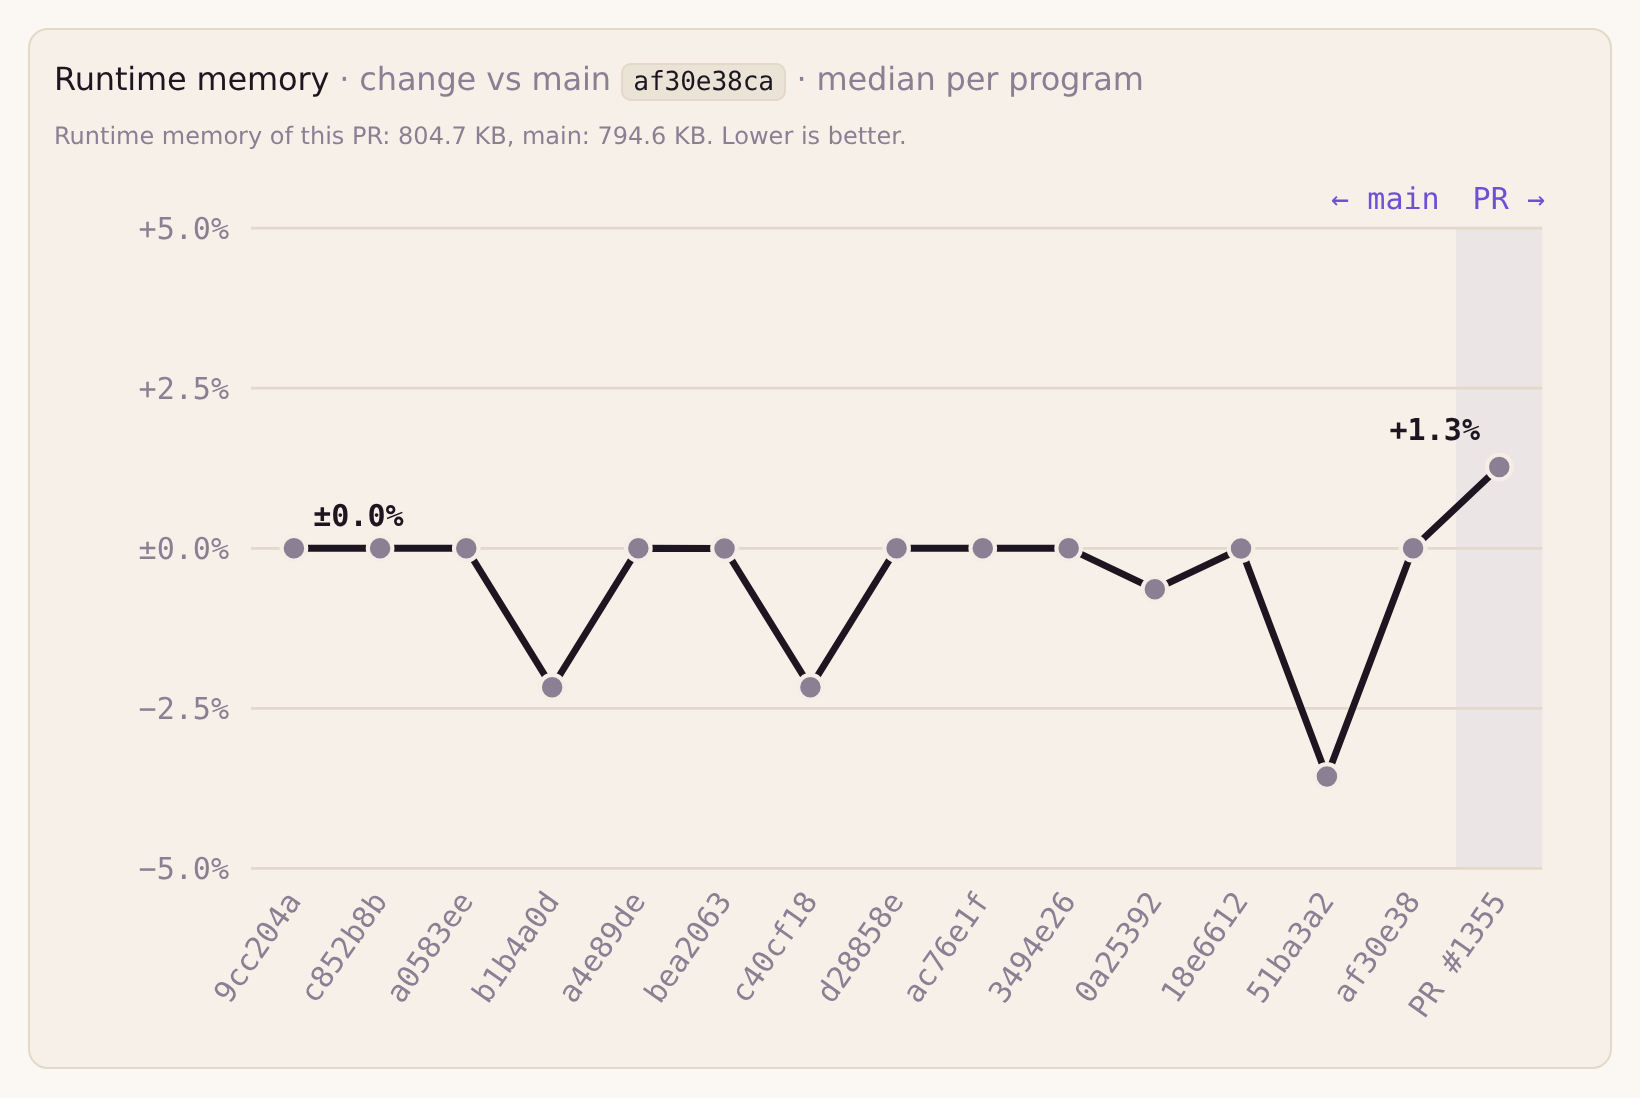 Runtime memory · change vs main af30e38ca · median per program
Runtime memory of this PR: 804.7 KB, main: 794.6 KB. Lower is better.
← main PR →
+5.0%
+2.5%
+1.3%
±0.0%
±0.0%
−2.5%
−5.0%
9cc204a
c852b8b
a0583ee
b1b4a0d
a4e89de
bea2063
c40cf18
d28858e
ac76e1f
3494e26
0a25392
18e6612
51ba3a2
af30e38
PR #1355